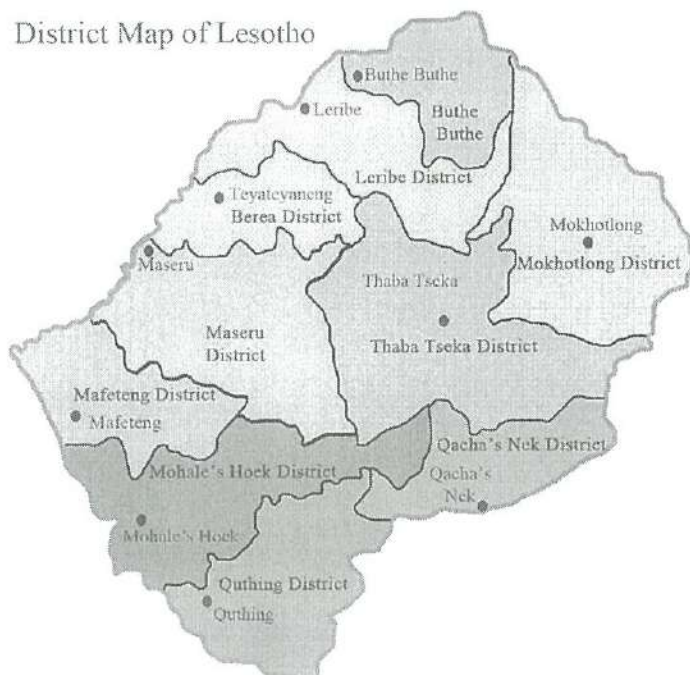 District Map of Lesotho
Buthe Buthe
Buthe
Buthe
Leribe
Leribe District
Teyateyaneng
Berea District
Mokhotlong
Mokhotlong District
Maseru
Thaba Tseka
Maseru
District
Thaba Tseka District
Mafeteng District
Mafeteng
Qacha's Nek District
Mohale's Hoek District
Qacha's
Nek
Mohale's Hoek
Quthing District
Quthing